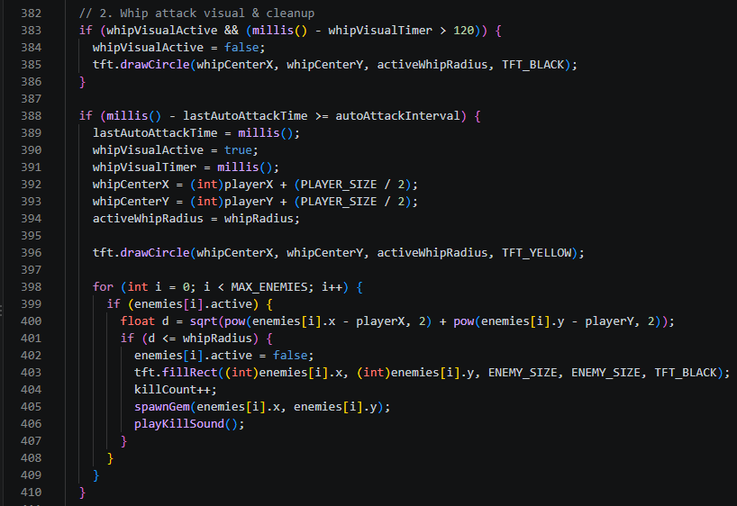 382 // 2. Whip attack visual & cleanup
383 if (whipVisualActive && (millis() - whipVisualTimer > 120)) {
384 whipVisualActive = false;
385 tft.drawCircle(whipCenterX, whipCenterY, activeWhipRadius, TFT_BLACK);
386 }
387
388 if (millis() - lastAutoAttackTime >= autoAttackInterval) {
389 lastAutoAttackTime = millis();
390 whipVisualActive = true;
391 whipVisualTimer = millis();
392 whipCenterX = (int)playerX + (PLAYER_SIZE / 2);
393 whipCenterY = (int)playerY + (PLAYER_SIZE / 2);
394 activeWhipRadius = whipRadius;
395
396 tft.drawCircle(whipCenterX, whipCenterY, activeWhipRadius, TFT_YELLOW);
397
398 for (int i = 0; i < MAX_ENEMIES; i++) {
399 if (enemies[i].active) {
400 float d = sqrt(pow(enemies[i].x - playerX, 2) + pow(enemies[i].y - playerY, 2));
401 if (d <= whipRadius) {
402 enemies[i].active = false;
403 tft.fillRect((int)enemies[i].x, (int)enemies[i].y, ENEMY_SIZE, ENEMY_SIZE, TFT_BLACK);
404 killCount++;
405 spawnGem(enemies[i].x, enemies[i].y);
406 playKillSound();
407 }
408 }
409 }
410 }